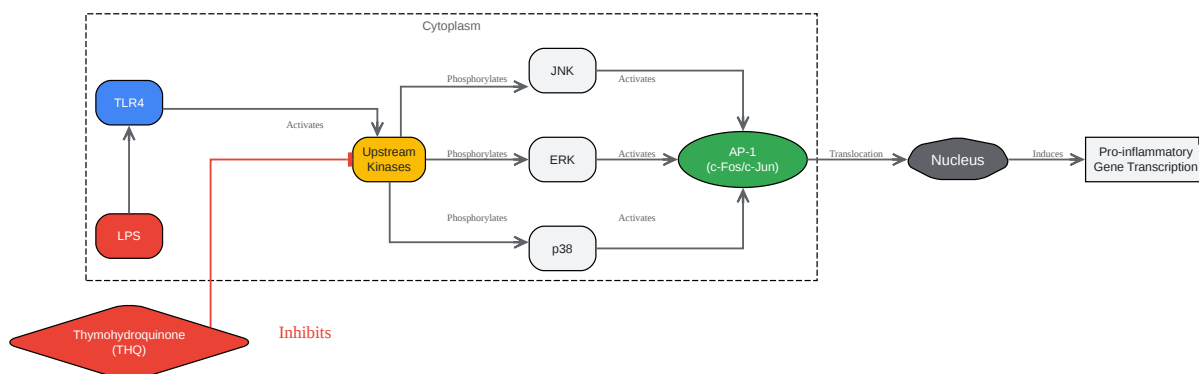 Cytoplasm
TLR4
Activates
LPS
Upstream
Kinases
Phosphorylates
JNK
Activates
Phosphorylates
ERK
Activates
Phosphorylates
p38
Activates
AP-1
(c-Fos/c-Jun)
Translocation
Nucleus
Induces
Pro-inflammatory
Gene Transcription
Thymohydroquinone
(THQ)
Inhibits